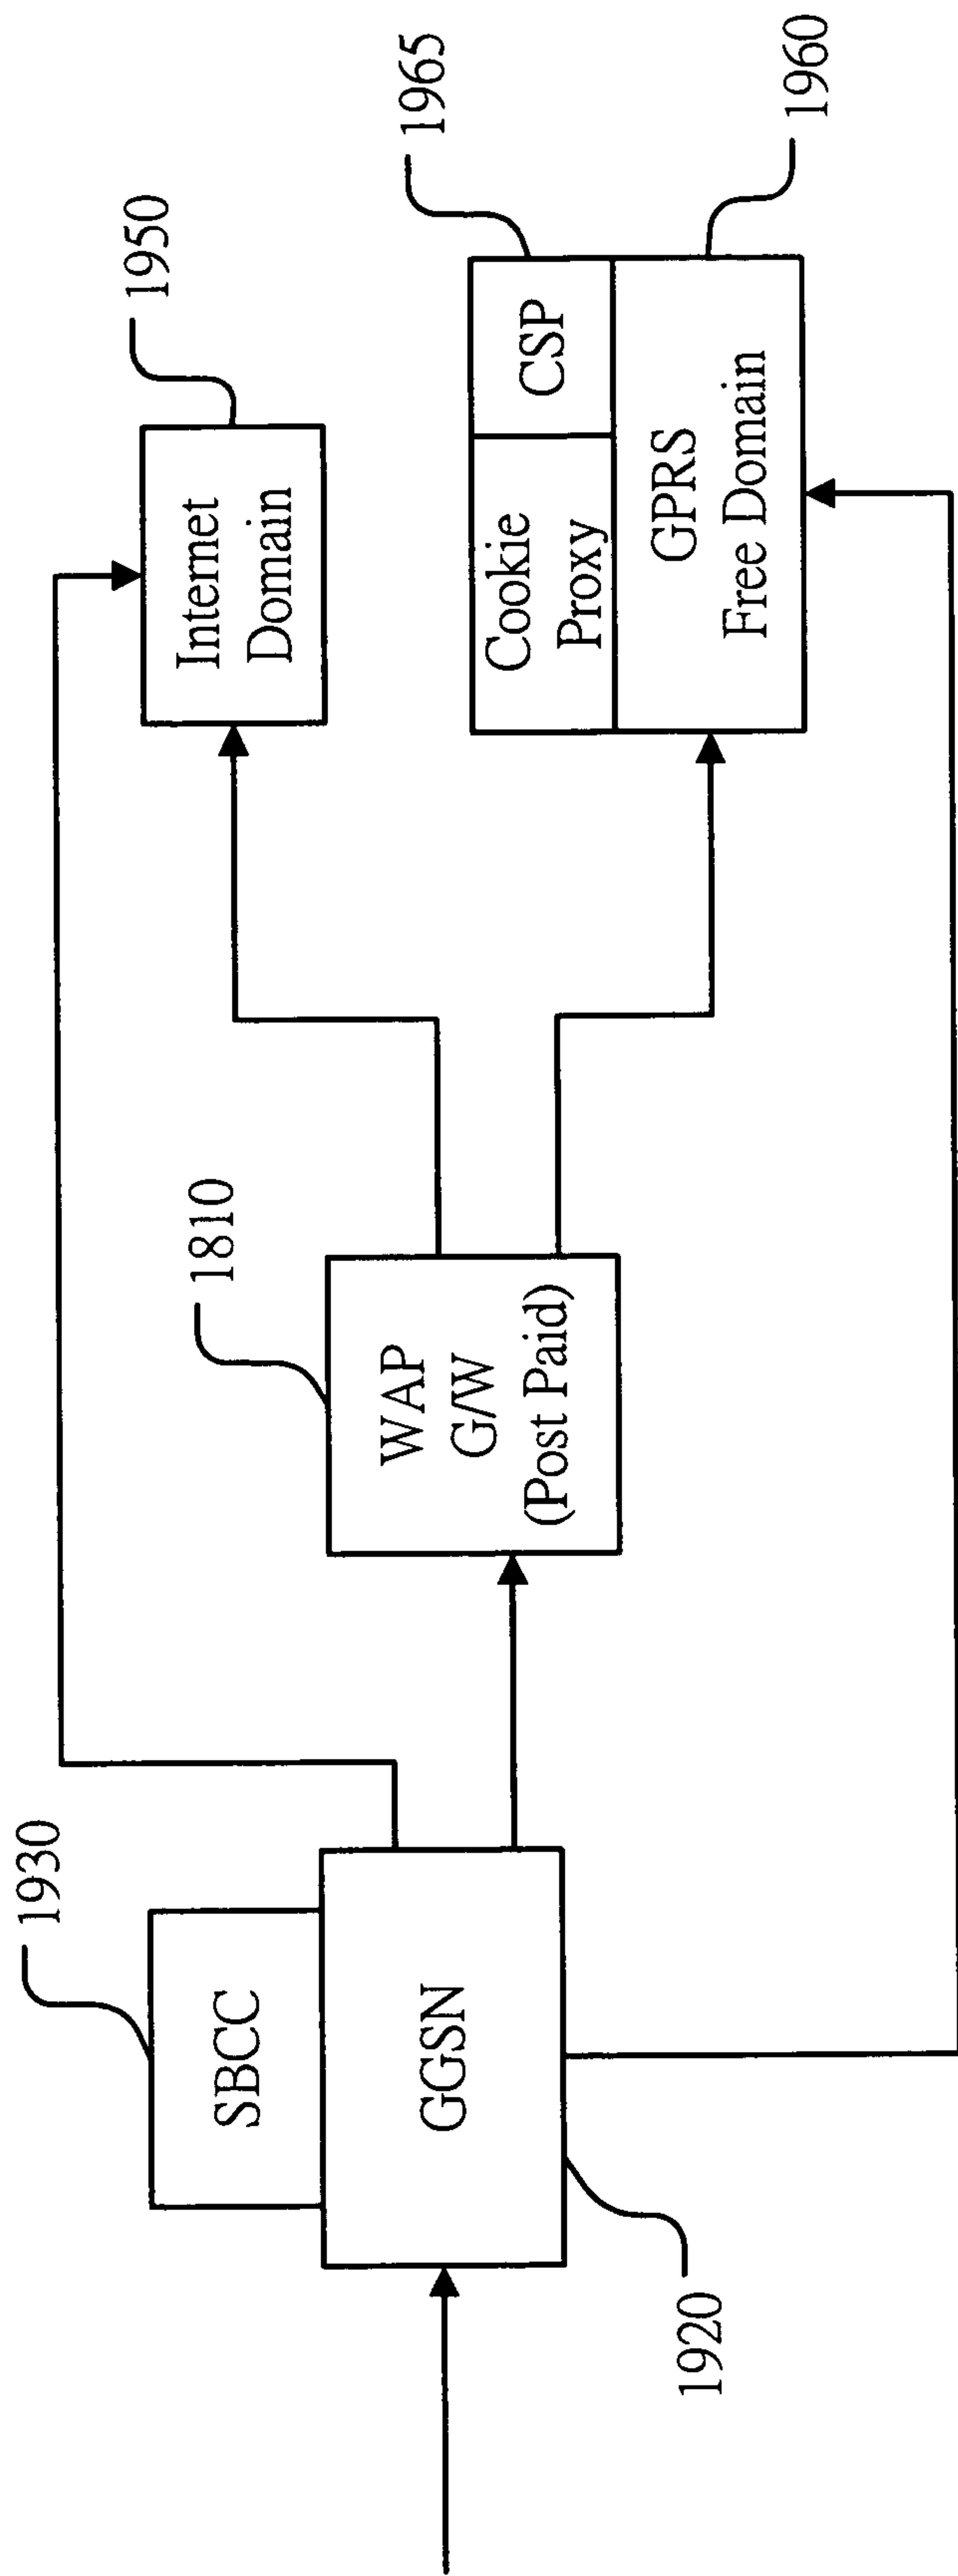 1930
SBCC
GGSN
1920
1810
WAP
G/W
(Post Paid)
1950
Internet
Domain
1965
Cookie
Proxy
CSP
GPRS
Free Domain
1960